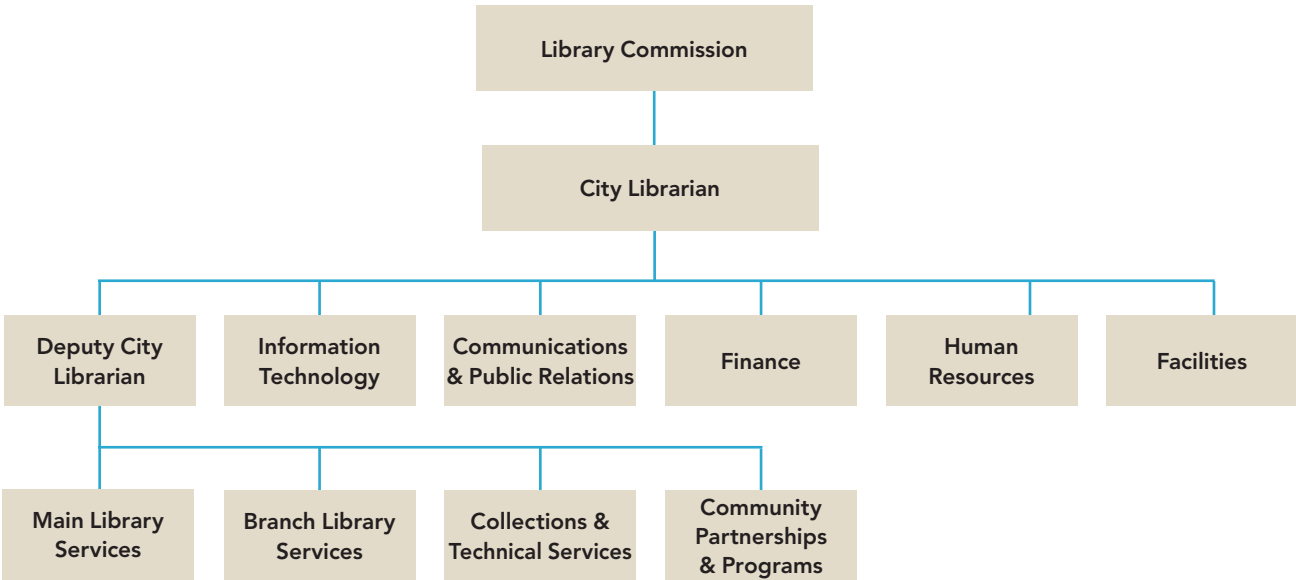 Library Commission
City Librarian
Deputy City
Librarian
Information
Technology
Communications
& Public Relations
Finance
Human
Resources
Facilities
Main Library
Services
Branch Library
Services
Collections &
Technical Services
Community
Partnerships
& Programs